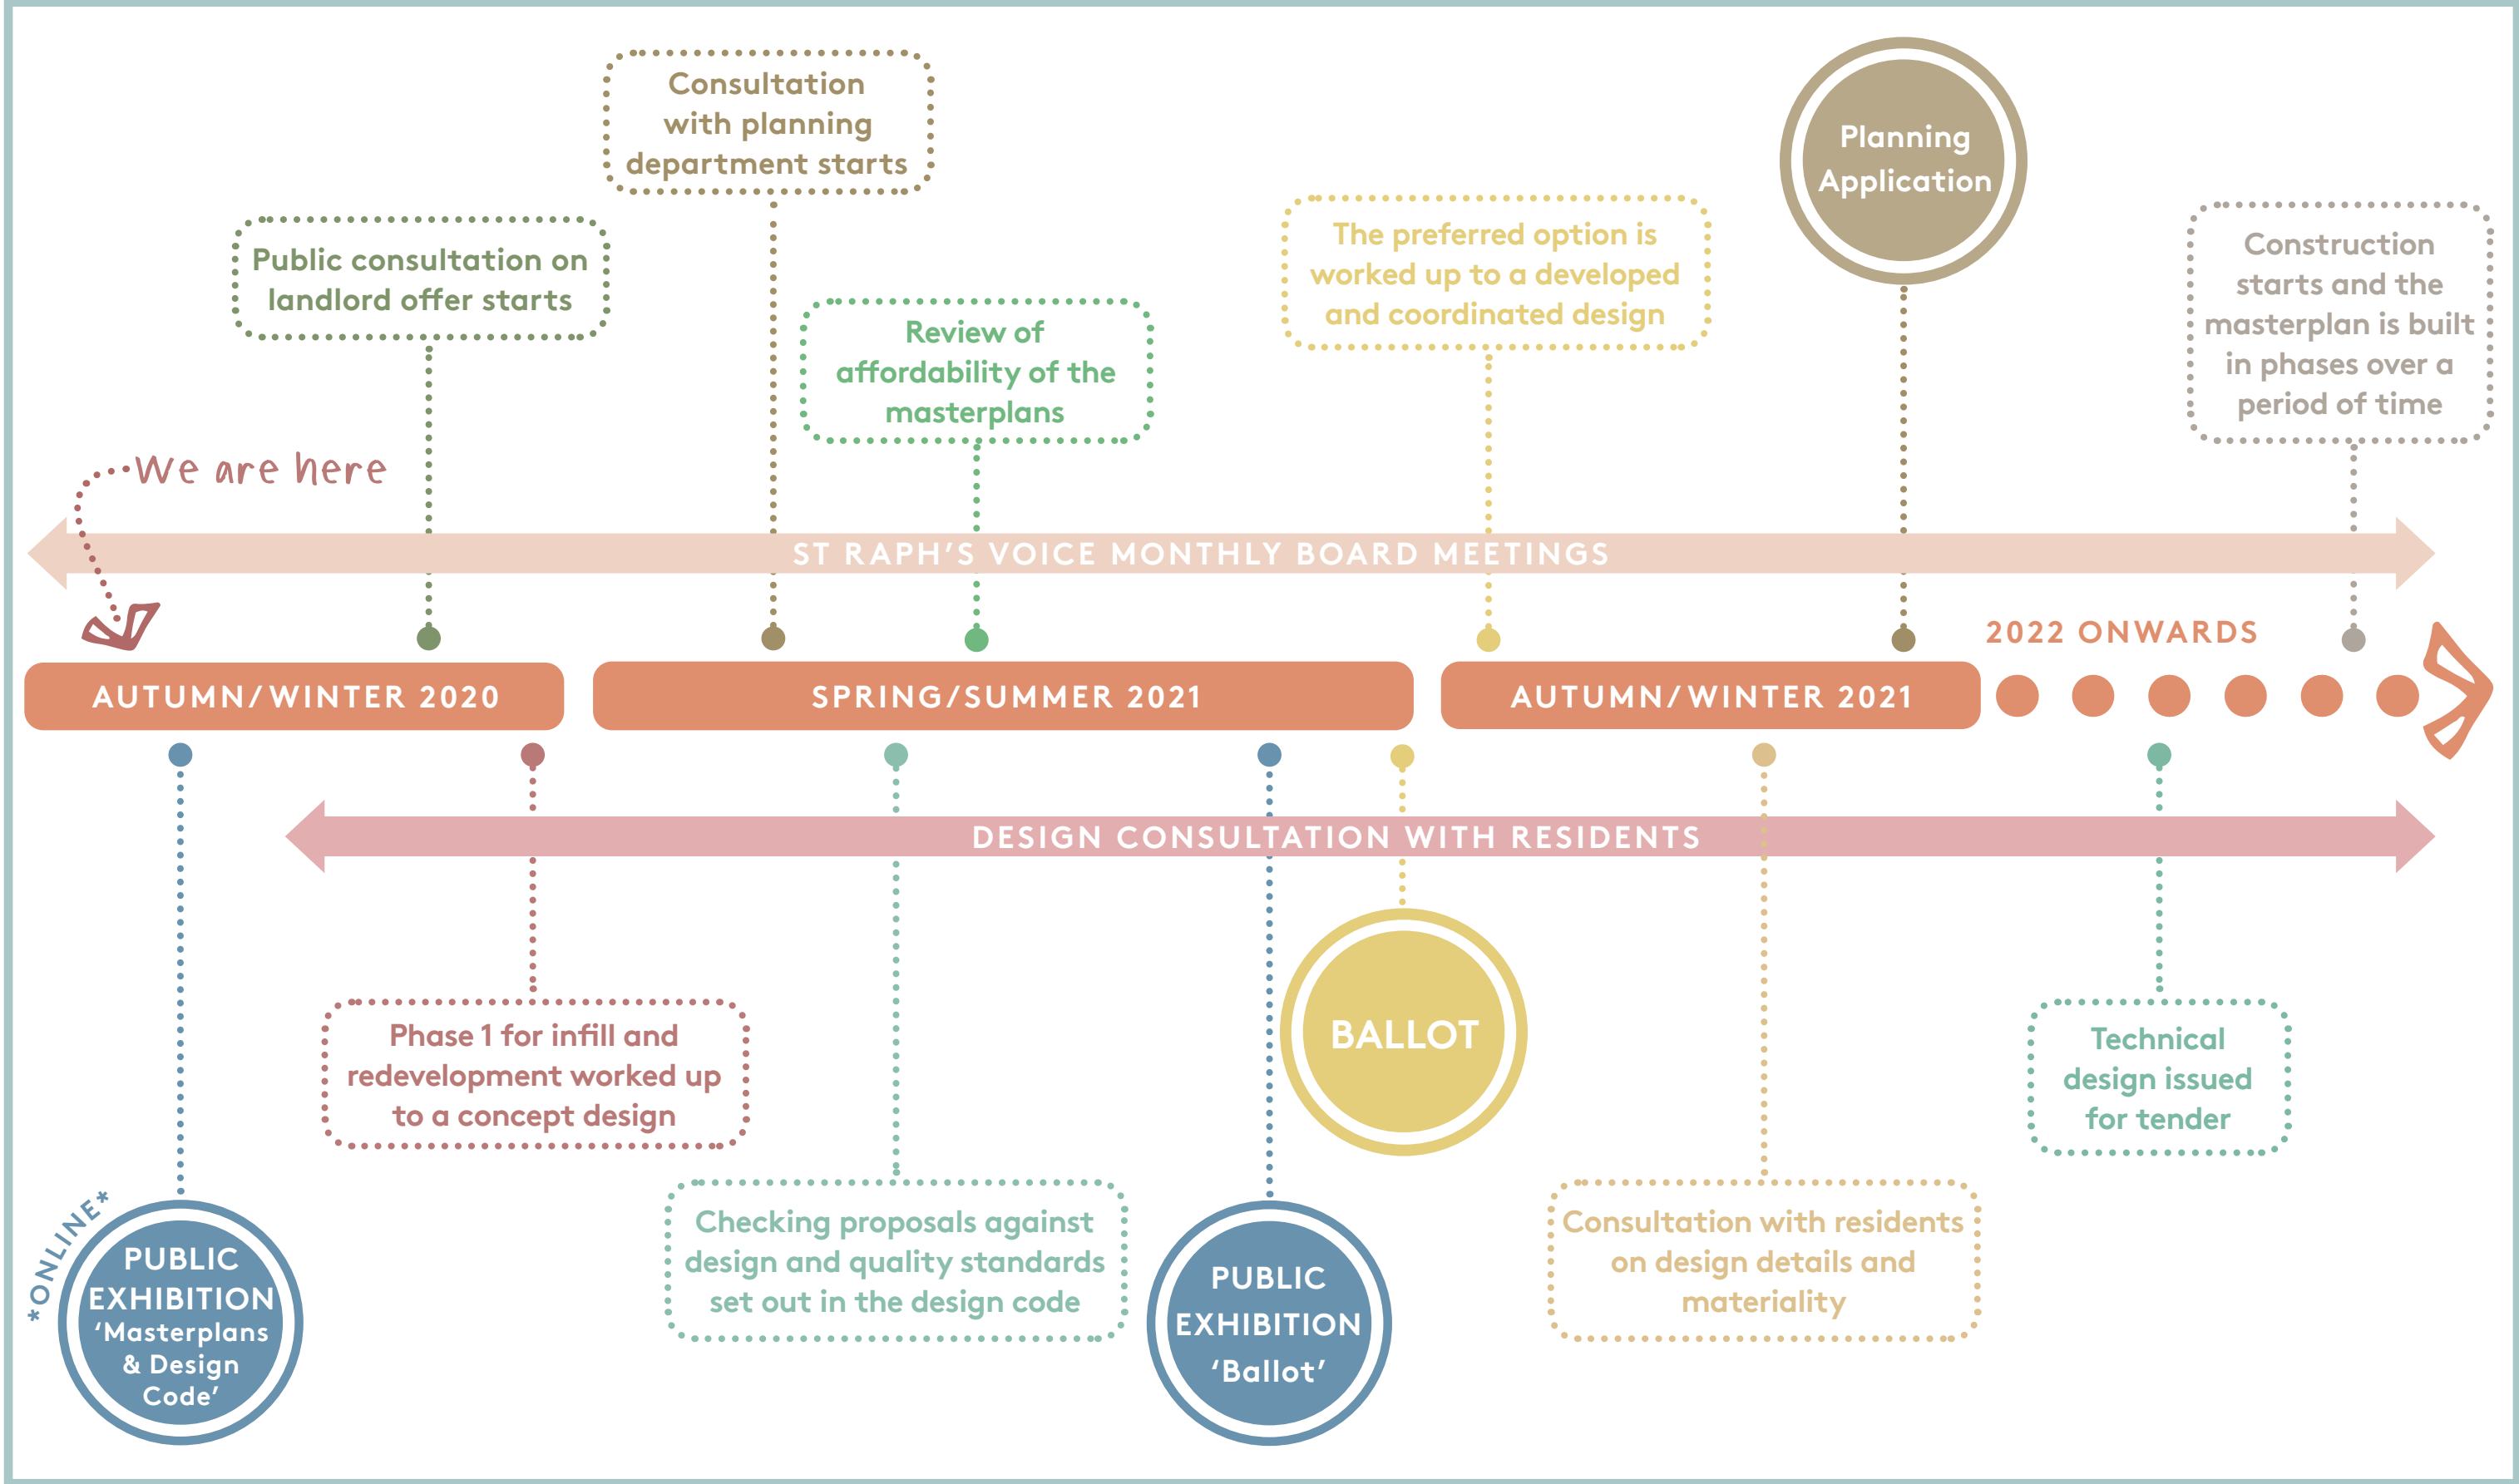 Consultation
with planning
department starts
Planning
Application
Public consultation on
landlord offer starts
The preferred option is
worked up to a developed
and coordinated design
Construction
starts and the
masterplan is built
in phases over a
period of time
Review of
affordability of the
masterplans
We are here
ST RAPH’S VOICE MONTHLY BOARD MEETINGS
2022 ONWARDS
AUTUMN/WINTER 2020
SPRING/SUMMER 2021
AUTUMN/WINTER 2021
DESIGN CONSULTATION WITH RESIDENTS
Phase 1 for infill and
redevelopment worked up
to a concept design
BALLOT
Technical
design issued
for tender
*ONLINE*
PUBLIC
EXHIBITION
‘Masterplans
& Design
Code’
Checking proposals against
design and quality standards
set out in the design code
PUBLIC
EXHIBITION
‘Ballot’
Consultation with residents
on design details and
materiality